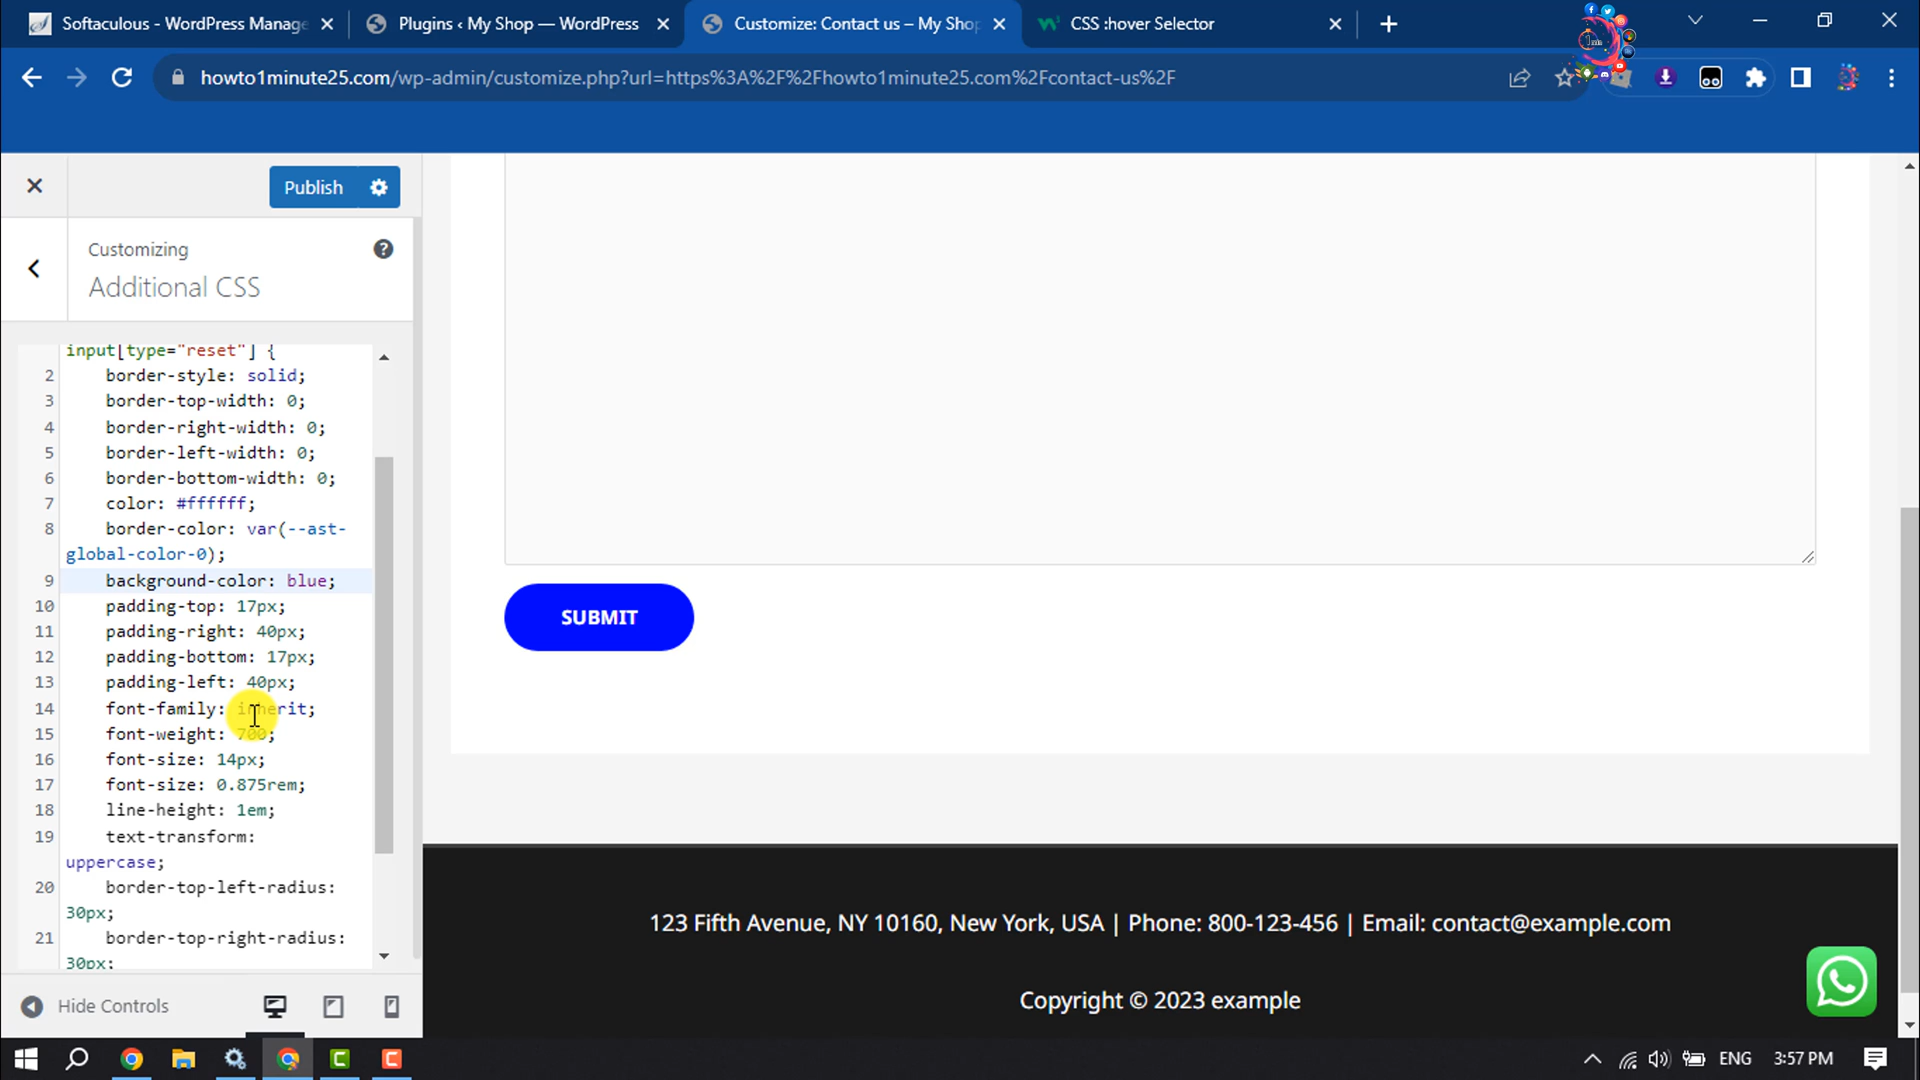 Softaculous - WordPress Manage
Plugins ‹ My Shop — WordPress
Customize: Contact us – My Shop
CSS :hover Selector
howto1minute25.com/wp-admin/customize.php?url=https%3A%2F%2Fhowto1minute25.com%2Fcontact-us%2F
Publish
Customizing
Additional CSS
input[type="reset"] {
2 border-style: solid;
3 border-top-width: 0;
4 border-right-width: 0;
5 border-left-width: 0;
6 border-bottom-width: 0;
7 color: #ffffff;
8 border-color: var(--ast-
global-color-0);
9 background-color: blue;
10 padding-top: 17px;
11 padding-right: 40px;
12 padding-bottom: 17px;
13 padding-left: 40px;
14 font-family: inherit;
15 font-weight: 700;
16 font-size: 14px;
17 font-size: 0.875rem;
18 line-height: 1em;
19 text-transform:
uppercase;
20 border-top-left-radius:
30px;
21 border-top-right-radius:
30px;
Hide Controls
SUBMIT
123 Fifth Avenue, NY 10160, New York, USA | Phone: 800-123-456 | Email: contact@example.com
Copyright © 2023 example
ENG
3:57 PM